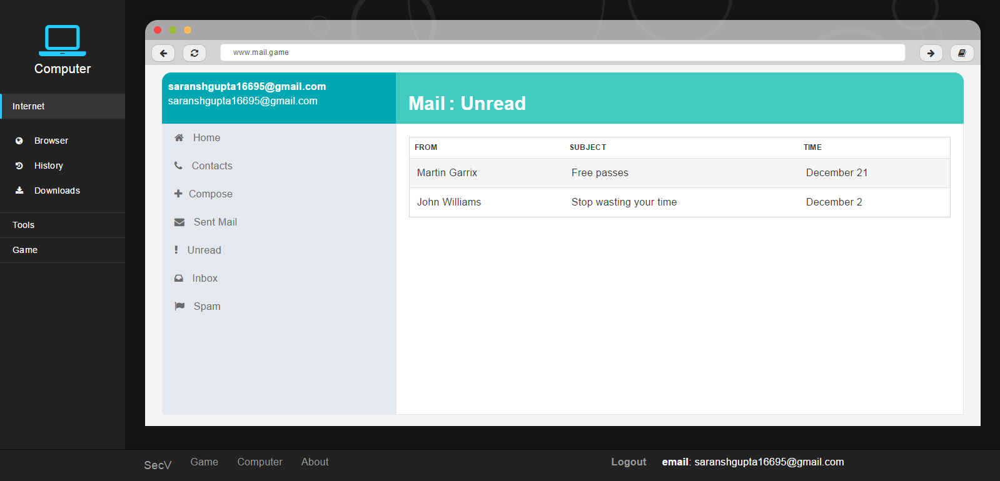 Computer
Internet
Browser
History
Downloads
Tools
Game
www.mail.game
saranshgupta16695@gmail.com
saranshgupta16695@gmail.com
Mail : Unread
Home
Contacts
Compose
Sent Mail
Unread
Inbox
Spam
FROM SUBJECT TIME
Martin Garrix Free passes December 21
John Williams Stop wasting your time December 2
SecV Game Computer About Logout email: saranshgupta16695@gmail.com